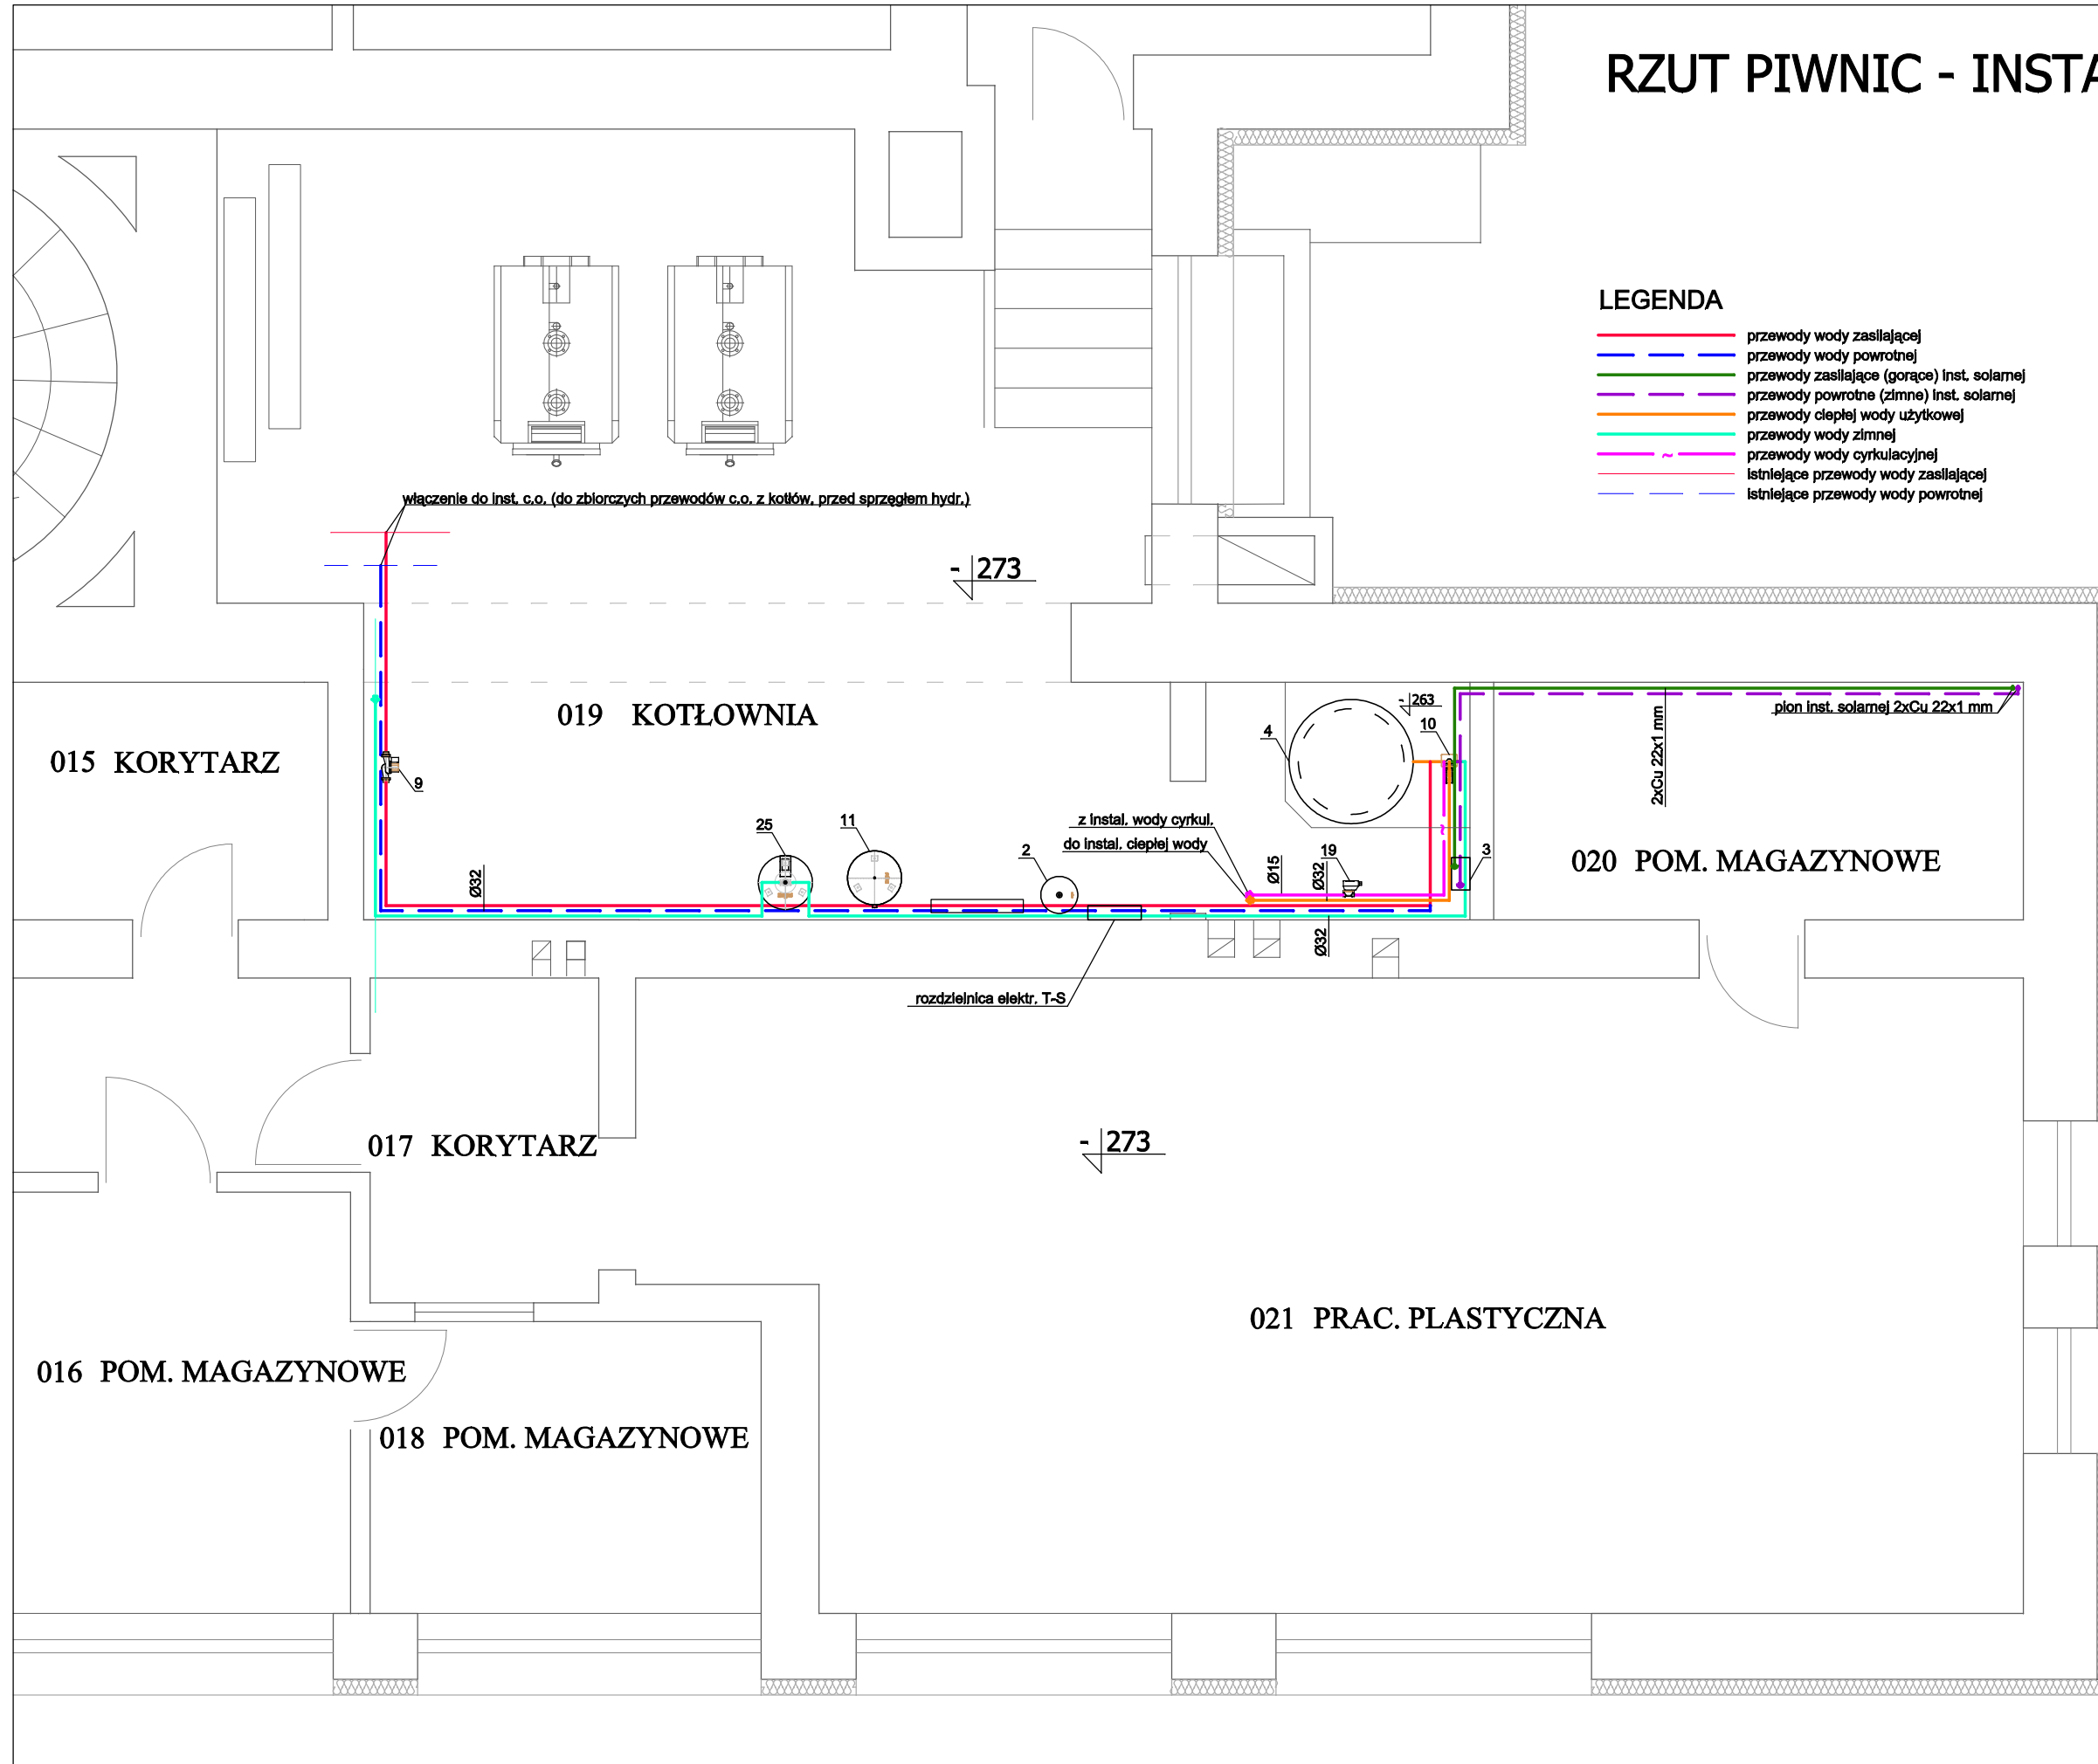 RZUT PIWNIC - INSTA
LEGENDA
przewody wody zasilającej
przewody wody powrotnej
przewody zasilające (gorące) inst. solarnej
przewody powrotne (zimne) inst. solarnej
przewody ciepłej wody użytkowej
przewody wody zimnej
~ przewody wody cyrkulacyjnej
istniejące przewody wody zasilającej
istniejące przewody wody powrotnej
włączenie do inst. c.o. (do zbiorczych przewodów c.o. z kotłów, przed sprzęgłem hydr.)
- 273
019 KOTŁOWNIA
015 KORYTARZ
- 263
pion inst. solarnej 2xCu 22x1 mm
2xCu 22x1 mm
4
10
9
25
11
2
z instal. wody cyrkul.
do instal. ciepłej wody
~
19
3
Ø32
Ø15
Ø32
Ø32
020 POM. MAGAZYNOWE
rozdzielnica elektr. T-S
017 KORYTARZ
- 273
021 PRAC. PLASTYCZNA
016 POM. MAGAZYNOWE
018 POM. MAGAZYNOWE